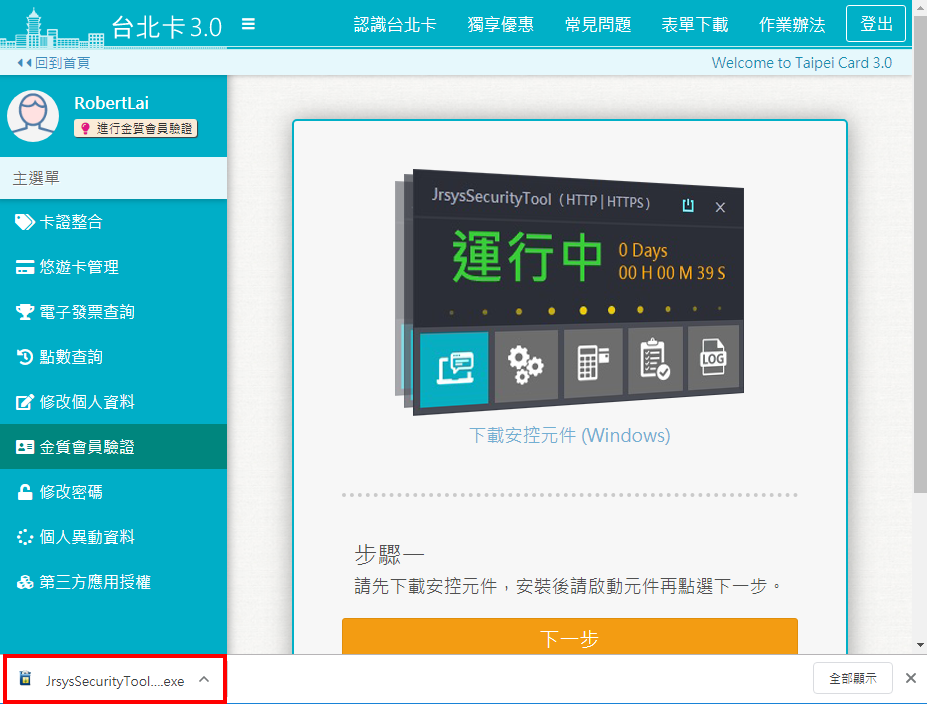 台北卡 3.0
認識台北卡 獨享優惠 常見問題 表單下載 作業辦法 登出
回到首頁 Welcome to Taipei Card 3.0
RobertLai
進行金質會員驗證
主選單
卡證整合
悠遊卡管理
電子發票查詢
點數查詢
修改個人資料
金質會員驗證
修改密碼
個人異動資料
第三方應用授權
JrsysSecurityTool (HTTP | HTTPS)
運行中
0 Days
00 H 00 M 39 S
LOG
下載安控元件 (Windows)
步驟一
請先下載安控元件，安裝後請啟動元件再點選下一步。
下一步
JrsysSecurityTool....exe 全部顯示